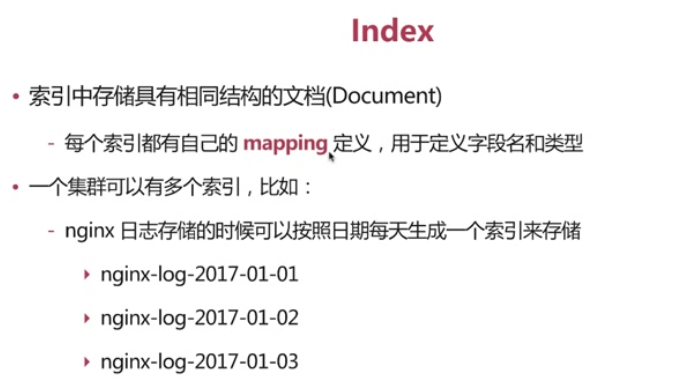 Index
• 索引中存储具有相同结构的文档(Document)
- 每个索引都有自己的 mapping 定义，用于定义字段名和类型
• 一个集群可以有多个索引，比如：
- nginx 日志存储的时候可以按照日期每天生成一个索引来存储
nginx-log-2017-01-01
nginx-log-2017-01-02
nginx-log-2017-01-03